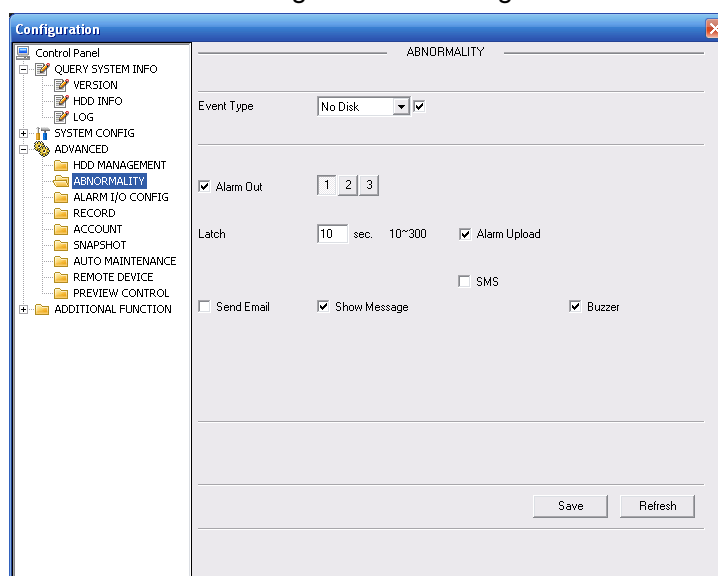 Configuration
Control Panel
QUERY SYSTEM INFO
VERSION
HDD INFO
LOG
SYSTEM CONFIG
ADVANCED
HDD MANAGEMENT
ABNORMALITY
ALARM I/O CONFIG
RECORD
ACCOUNT
SNAPSHOT
AUTO MAINTENANCE
REMOTE DEVICE
PREVIEW CONTROL
ADDITIONAL FUNCTION
ABNORMALITY
Event Type No Disk
Alarm Out 1 2 3
Latch 10 sec. 10~300 Alarm Upload
SMS
Send Email Show Message Buzzer
Save Refresh